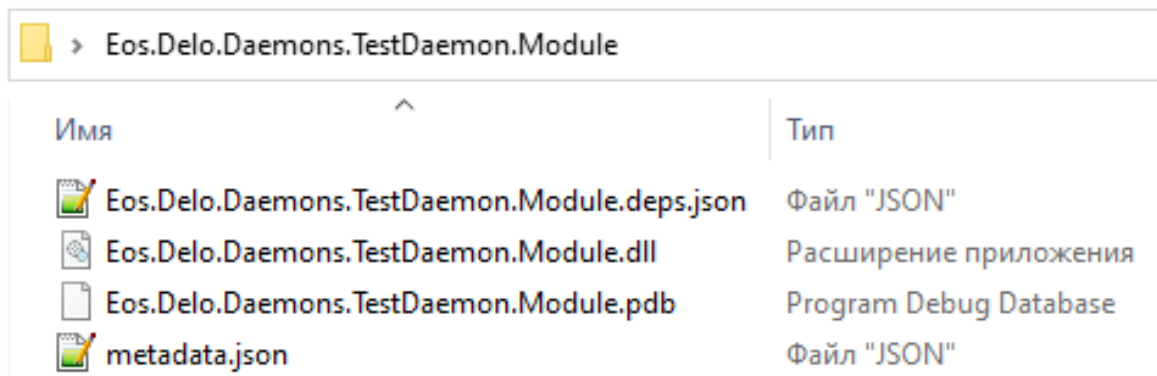 Eos.Delo.Daemons.TestDaemon.Module
Имя Тип
Eos.Delo.Daemons.TestDaemon.Module.deps.json Файл "JSON"
Eos.Delo.Daemons.TestDaemon.Module.dll Расширение приложения
Eos.Delo.Daemons.TestDaemon.Module.pdb Program Debug Database
metadata.json Файл "JSON"